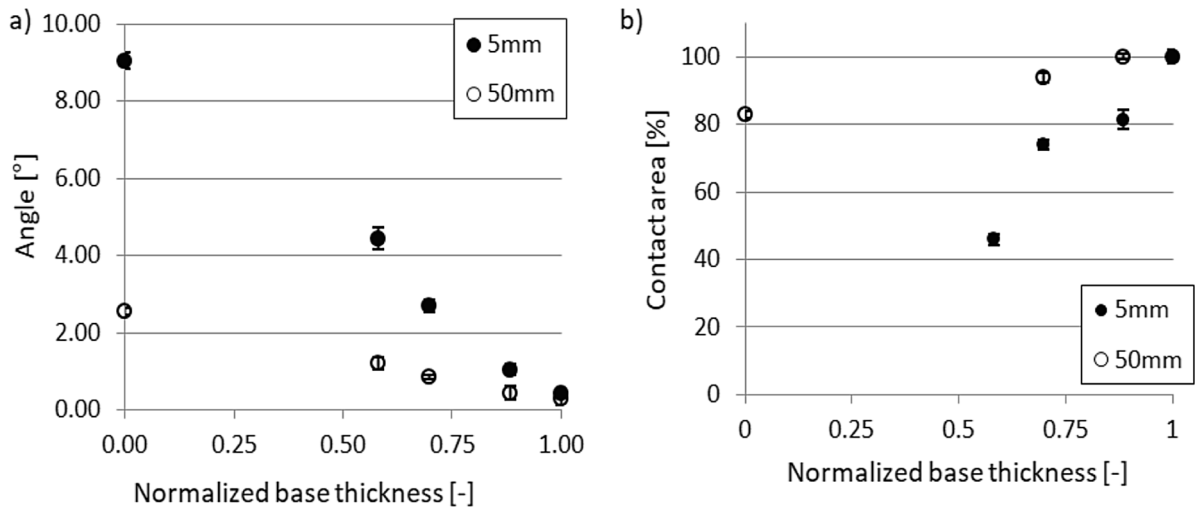 a)
10.00
8.00
6.00
4.00
2.00
0.00
Angle [°]
5mm
50mm
0.00 0.25 0.50 0.75 1.00
Normalized base thickness [-]
b)
100
80
60
40
20
0
Contact area [%]
5mm
50mm
0 0.25 0.5 0.75 1
Normalized base thickness [-]